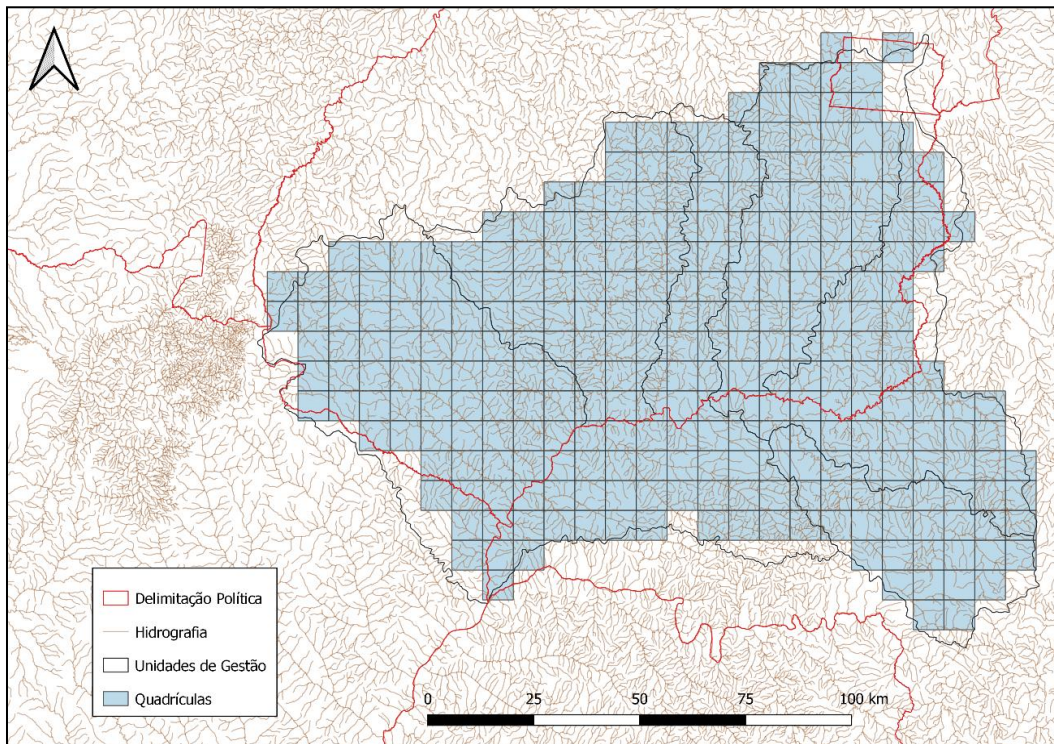 Delimitação Política
Hidrografia
Unidades de Gestão
Quadrículas
0 25 50 75 100 km